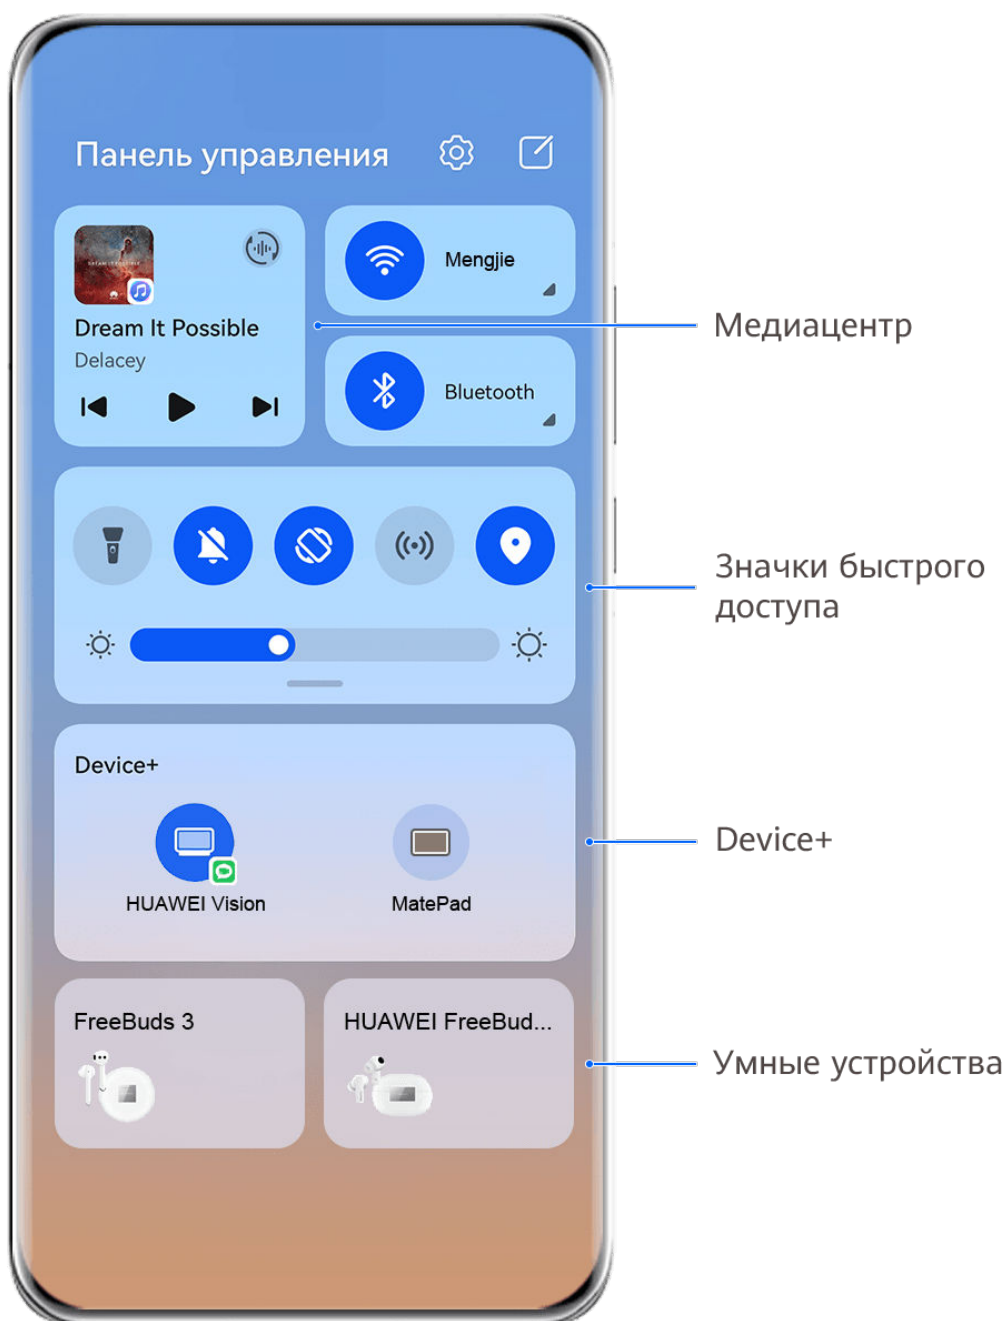 Панель управления
Dream It Possible
Delacey
Mengjie
Bluetooth
Медиацентр
Значки быстрого
доступа
Device+
HUAWEI Vision
MatePad
Device+
FreeBuds 3
HUAWEI FreeBud...
Умные устройства